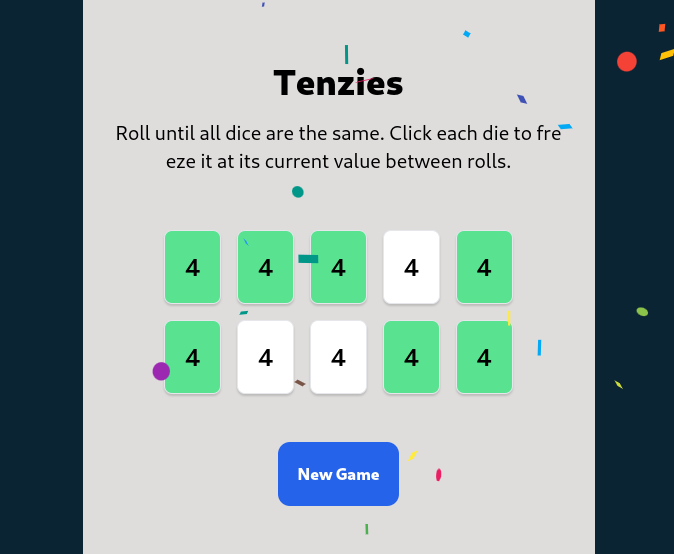 Tenzies
Roll until all dice are the same. Click each die to fre
eze it at its current value between rolls.
4 4 4 4 4
4 4 4 4 4
New Game